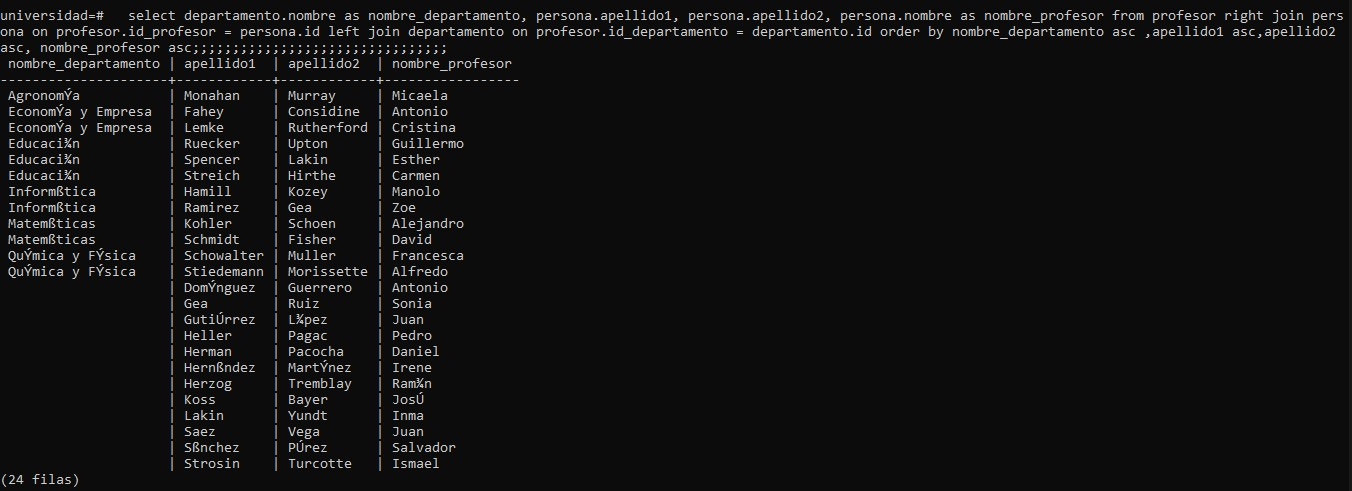 universidad=#   select departamento.nombre as nombre_departamento, persona.apellido1, persona.apellido2, persona.nombre as nombre_profesor from profesor right join pers
ona on profesor.id_profesor = persona.id left join departamento on profesor.id_departamento = departamento.id order by nombre_departamento asc ,apellido1 asc,apellido2
asc, nombre_profesor asc;;;;;;;;;;;;;;;;;;;;;;;;;;;;;;;;
 nombre_departamento | apellido1  | apellido2  | nombre_profesor
---------------------+------------+------------+-----------------
 AgronomÝa           | Monahan    | Murray     | Micaela
 EconomÝa y Empresa  | Fahey      | Considine  | Antonio
 EconomÝa y Empresa  | Lemke      | Rutherford | Cristina
 Educaci¾n           | Ruecker    | Upton      | Guillermo
 Educaci¾n           | Spencer    | Lakin      | Esther
 Educaci¾n           | Streich    | Hirthe     | Carmen
 Informßtica         | Hamill     | Kozey      | Manolo
 Informßtica         | Ramirez    | Gea        | Zoe
 Matemßticas         | Kohler     | Schoen     | Alejandro
 Matemßticas         | Schmidt    | Fisher     | David
 QuÝmica y FÝsica    | Schowalter | Muller     | Francesca
 QuÝmica y FÝsica    | Stiedemann | Morissette | Alfredo
                     | DomÝnguez  | Guerrero   | Antonio
                     | Gea        | Ruiz       | Sonia
                     | GutiÚrrez  | L¾pez      | Juan
                     | Heller     | Pagac      | Pedro
                     | Herman     | Pacocha    | Daniel
                     | Hernßndez  | MartÝnez   | Irene
                     | Herzog     | Tremblay   | Ram¾n
                     | Koss       | Bayer      | JosÚ
                     | Lakin      | Yundt      | Inma
                     | Saez       | Vega       | Juan
                     | Sßnchez    | PÚrez      | Salvador
                     | Strosin    | Turcotte   | Ismael
(24 filas)